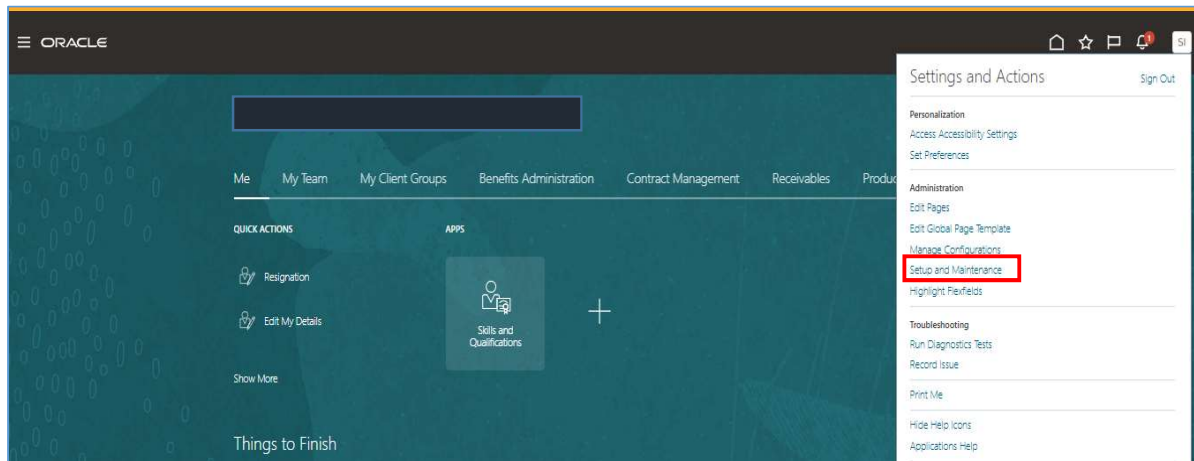 ORACLE
1
SI
Settings and Actions
Sign Out
Personalization
Access Accessibility Settings
Set Preferences
Administration
Edit Pages
Edit Global Page Template
Manage Configurations
Setup and Maintenance
Highlight Flexfields
Troubleshooting
Run Diagnostics Tests
Record Issue
Print Me
Hide Help Icons
Applications Help
Me My Team My Client Groups Benefits Administration Contract Management Receivables Produc
QUICK ACTIONS
Resignation
Edit My Details
Show More
APPS
Skills and
Qualifications
Things to Finish